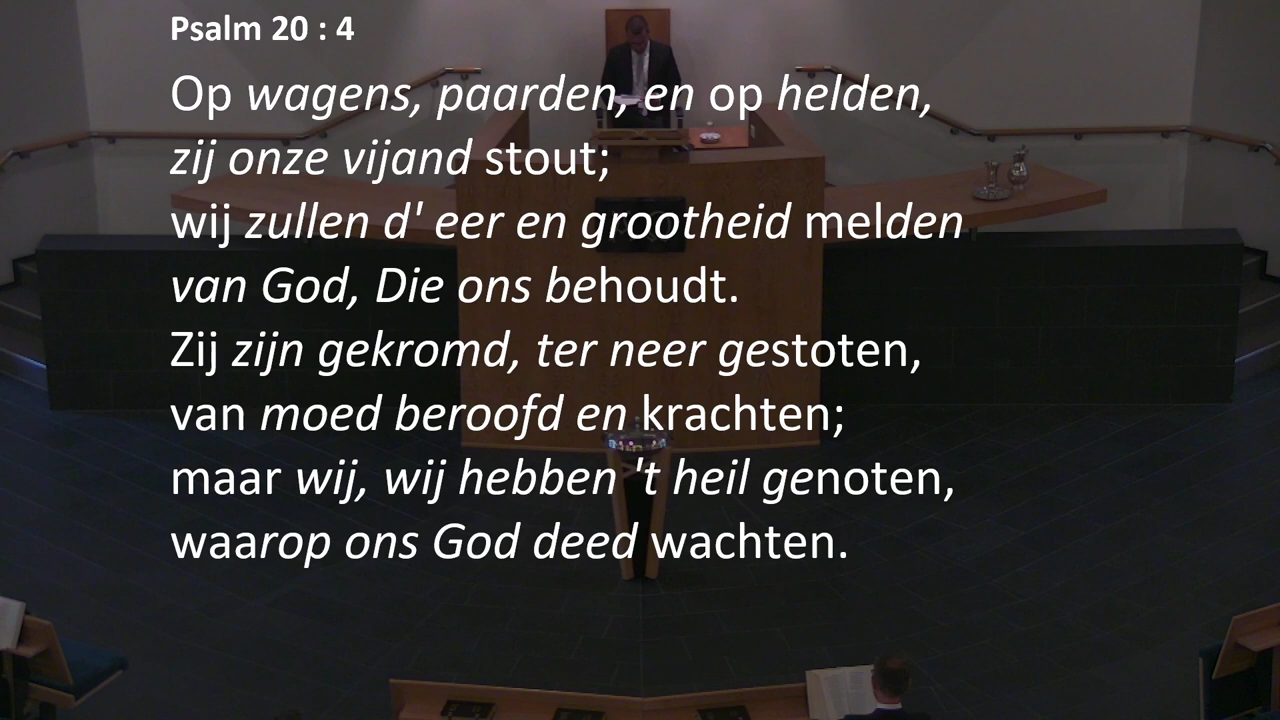 Psalm 20 : 4
Op wagens, paarden, en op helden,
zij onze vijand stout;
wij zullen d' eer en grootheid melden
van God, Die ons behoudt.
Zij zijn gekromd, ter neer gestoten,
van moed beroofd en krachten;
maar wij, wij hebben 't heil genoten,
waarop ons God deed wachten.